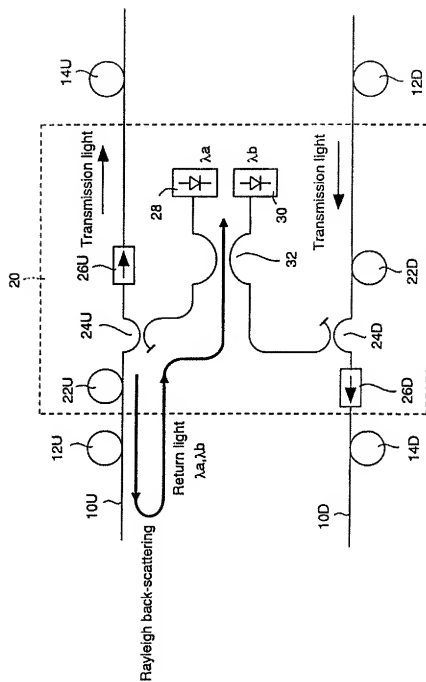 20
14U
Transmission light
26U
24U
22U
12U
10U
Rayleigh back-scattering
Return light
λa,λb
28
λa
λb
30
32
Transmission light
12D
22D
24D
26D
14D
10D